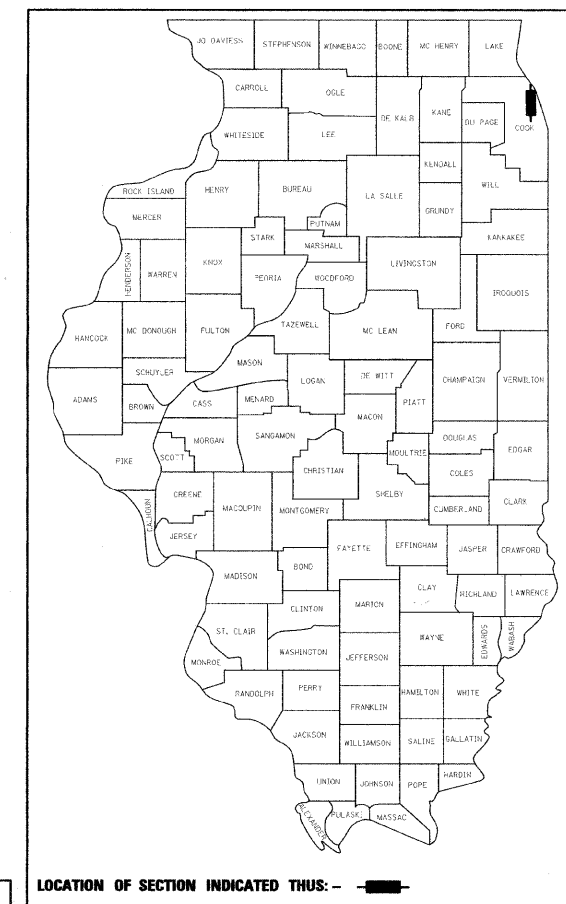 JO DAVIESS STEPHENSON WINNEBAGO BOONE MC HENRY LAKE
CARROLL OGLE
DE KALB KANE DU PAGE COOK
WHITESIDE LEE
KENDALL
WILL
ROCK ISLAND HENRY BUREAU LA SALLE
MERCER PUTNAM GRUNDY
STARK MARSHALL KANKAKEE
HENDERSON WARREN KNOX PEORIA WOODFORD LIVINGSTON IROQUOIS
HANCOCK MC DONOUGH FULTON TAZEWELL MC LEAN FORD
MASON
SCHUYLER LOGAN DE WITT CHAMPAIGN VERMILION
ADAMS BROWN CASS MENARD MACON PIATT
SANGAMON
MORGAN DOUGLAS EDGAR
PIKE SCOTT CHRISTIAN MOULTRIE
COLES
CALHOUN GREENE MACOUPIN MONTGOMERY SHELBY CUMBERLAND CLARK
JERSEY
FAYETTE EFFINGHAM JASPER CRAWFORD
MADISON BOND
CLAY RICHLAND LAWRENCE
CLINTON MARION
ST. CLAIR WAYNE EDWARDS WABASH
WASHINGTON JEFFERSON
MONROE
RANDOLPH PERRY HAMILTON WHITE
FRANKLIN
JACKSON WILLIAMSON SALINE GALLATIN
UNION JOHNSON POPE HARDIN
ALEXANDER PULASKI MASSAC
LOCATION OF SECTION INDICATED THUS: -